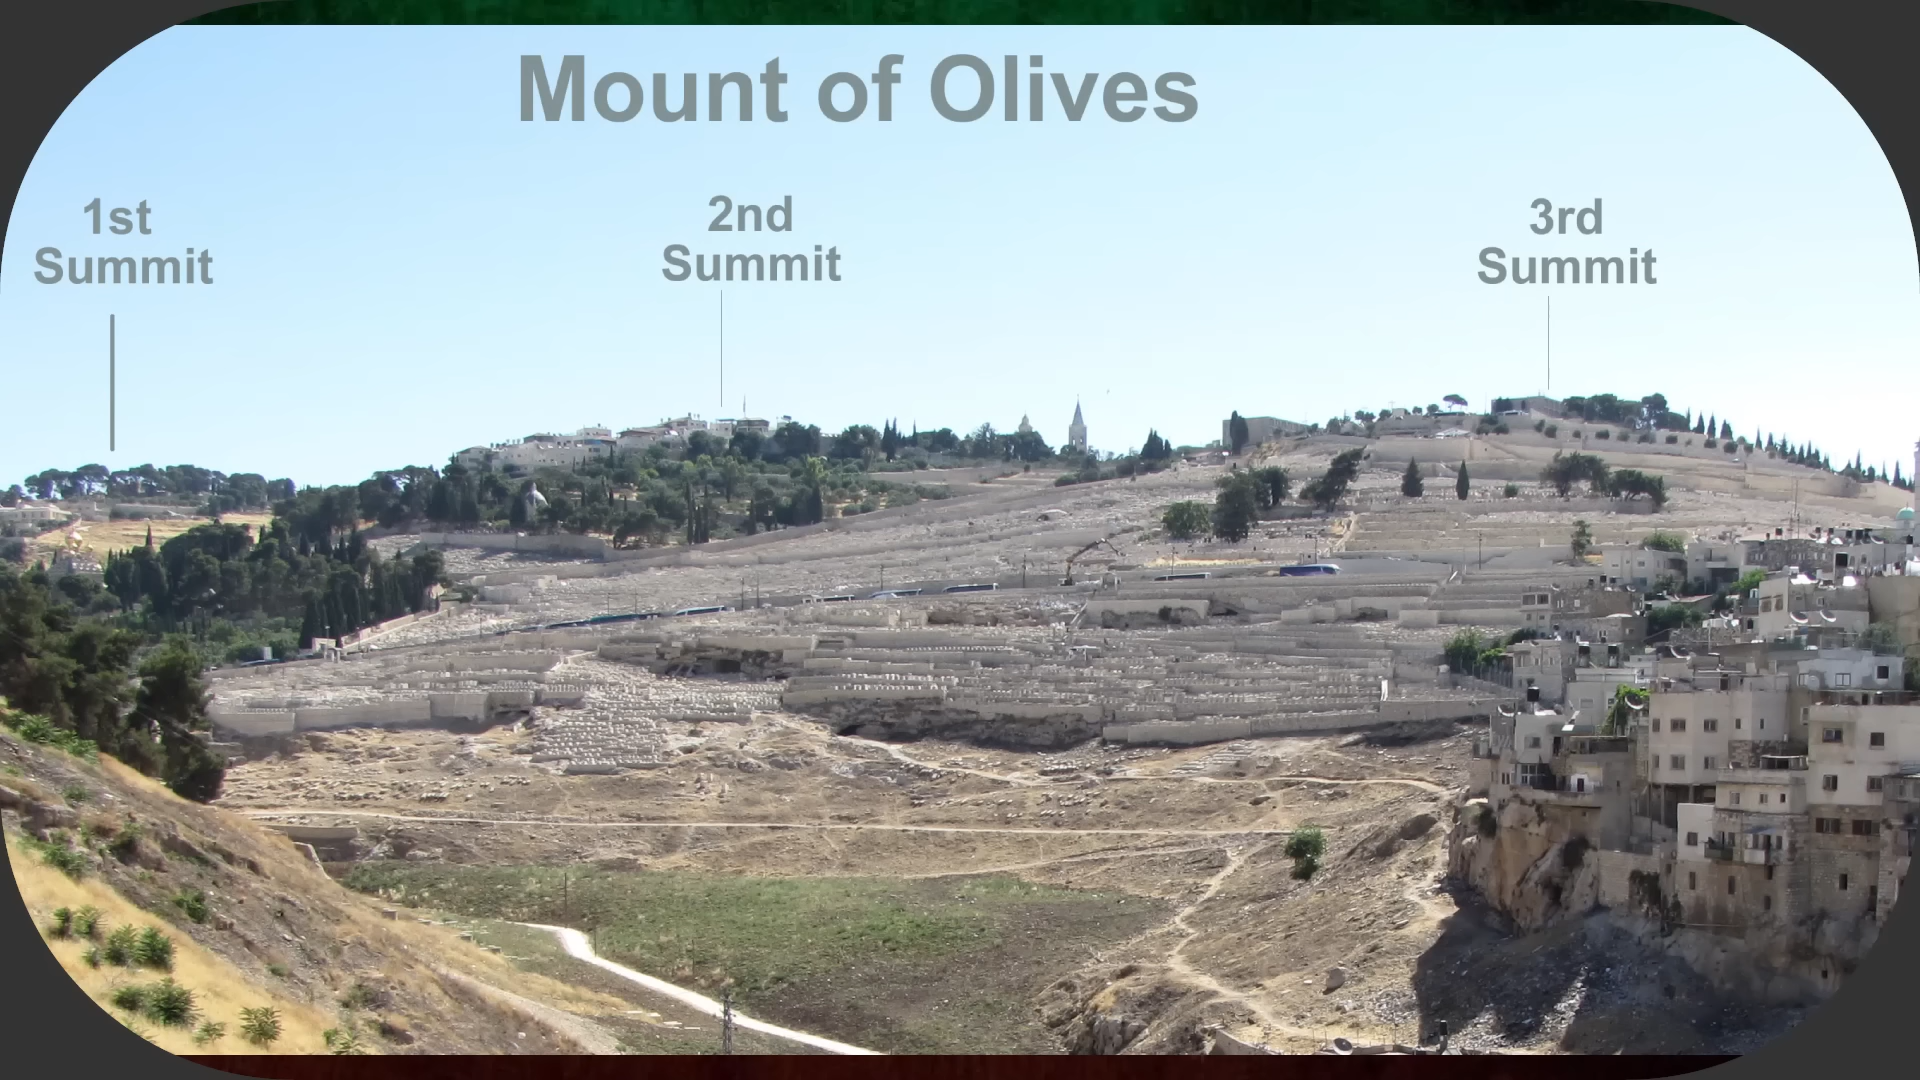 Mount of Olives
1st
Summit
2nd
Summit
3rd
Summit